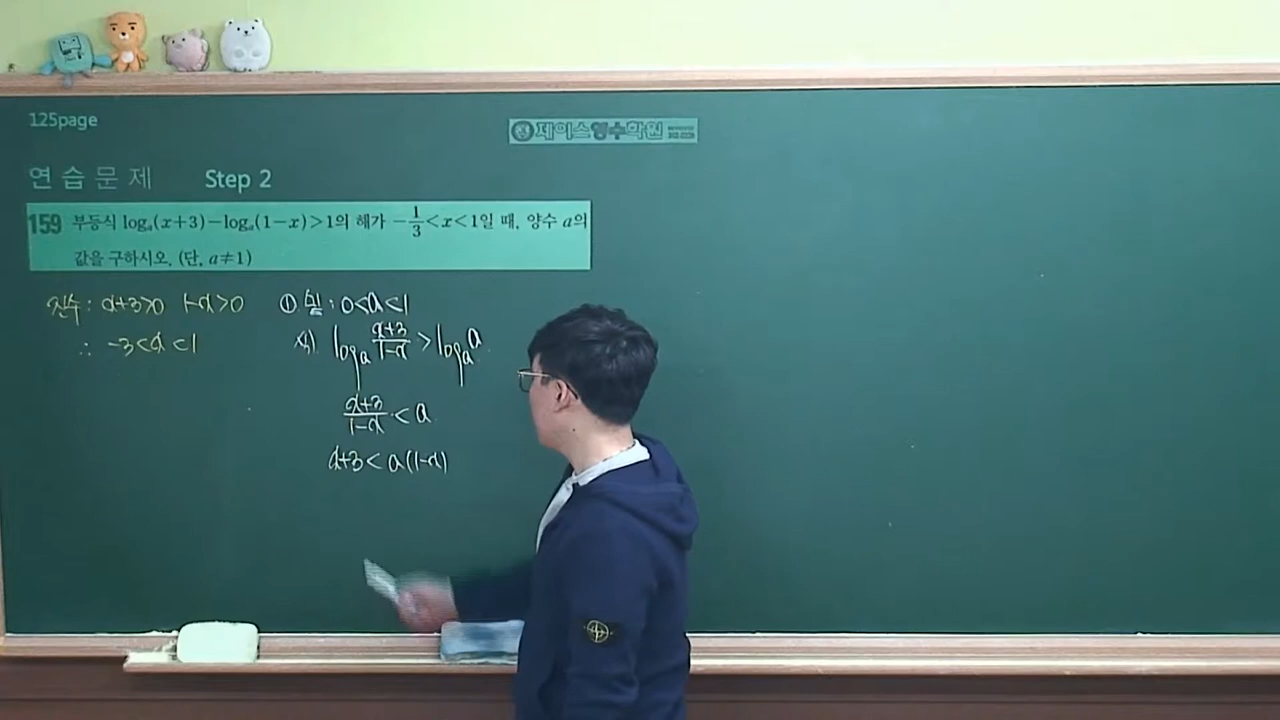 125page
제이스영수학원
연습문제 Step 2
159 부등식 logₐ(x+3)-logₐ(1-x)>1의 해가 -1/3<x<1일 때, 양수 a의
값을 구하시오. (단, a≠1)
진수: x+3>0 1-x>0
∴ -3<x<1
① 밑: 0<a<1
식) logₐ (x+3)/(1-x) > logₐ a
(x+3)/(1-x) < a
x+3 < a(1-x)